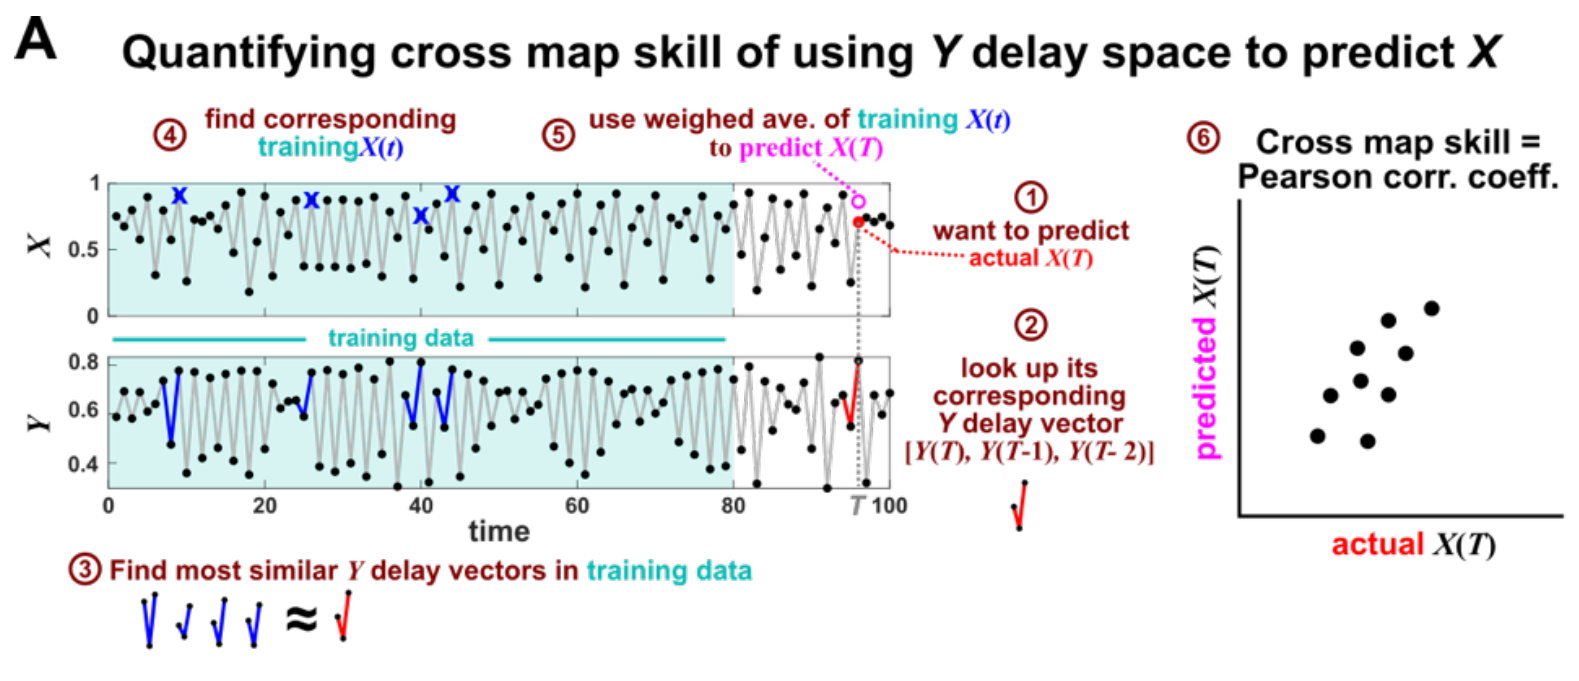 A
Quantifying cross map skill of using Y delay space to predict X
④ find corresponding
trainingX(t)
⑤ use weighed ave. of training X(t)
to predict X(T)
⑥ Cross map skill =
Pearson corr. coeff.
1
0.5
0
X
X X X X
① want to predict
actual X(T)
training data
0.8
0.6
0.4
Y
② look up its
corresponding
Y delay vector
[Y(T), Y(T-1), Y(T- 2)]
0 20 40 60 80 T 100
time
predicted X(T)
actual X(T)
③ Find most similar Y delay vectors in training data
≈